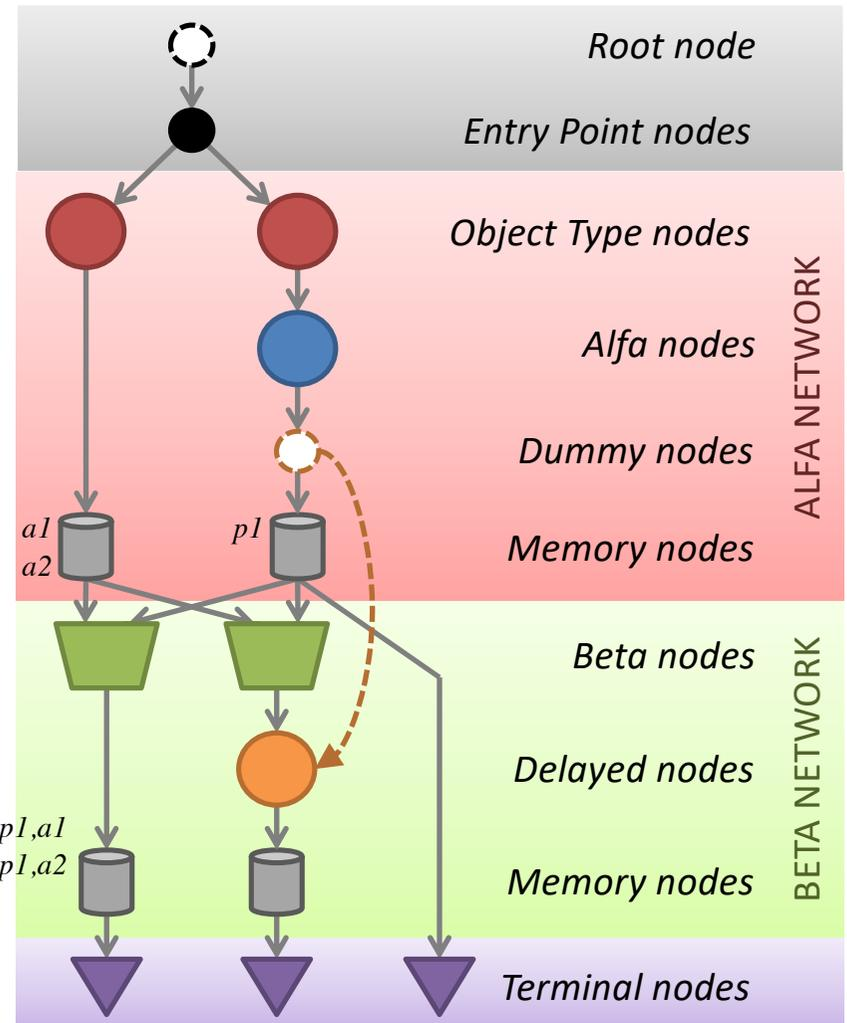 Root node
Entry Point nodes
Object Type nodes
Alfa nodes
Dummy nodes
a1
a2
p1
Memory nodes
ALFA NETWORK
Beta nodes
Delayed nodes
p1,a1
p1,a2
Memory nodes
BETA NETWORK
Terminal nodes